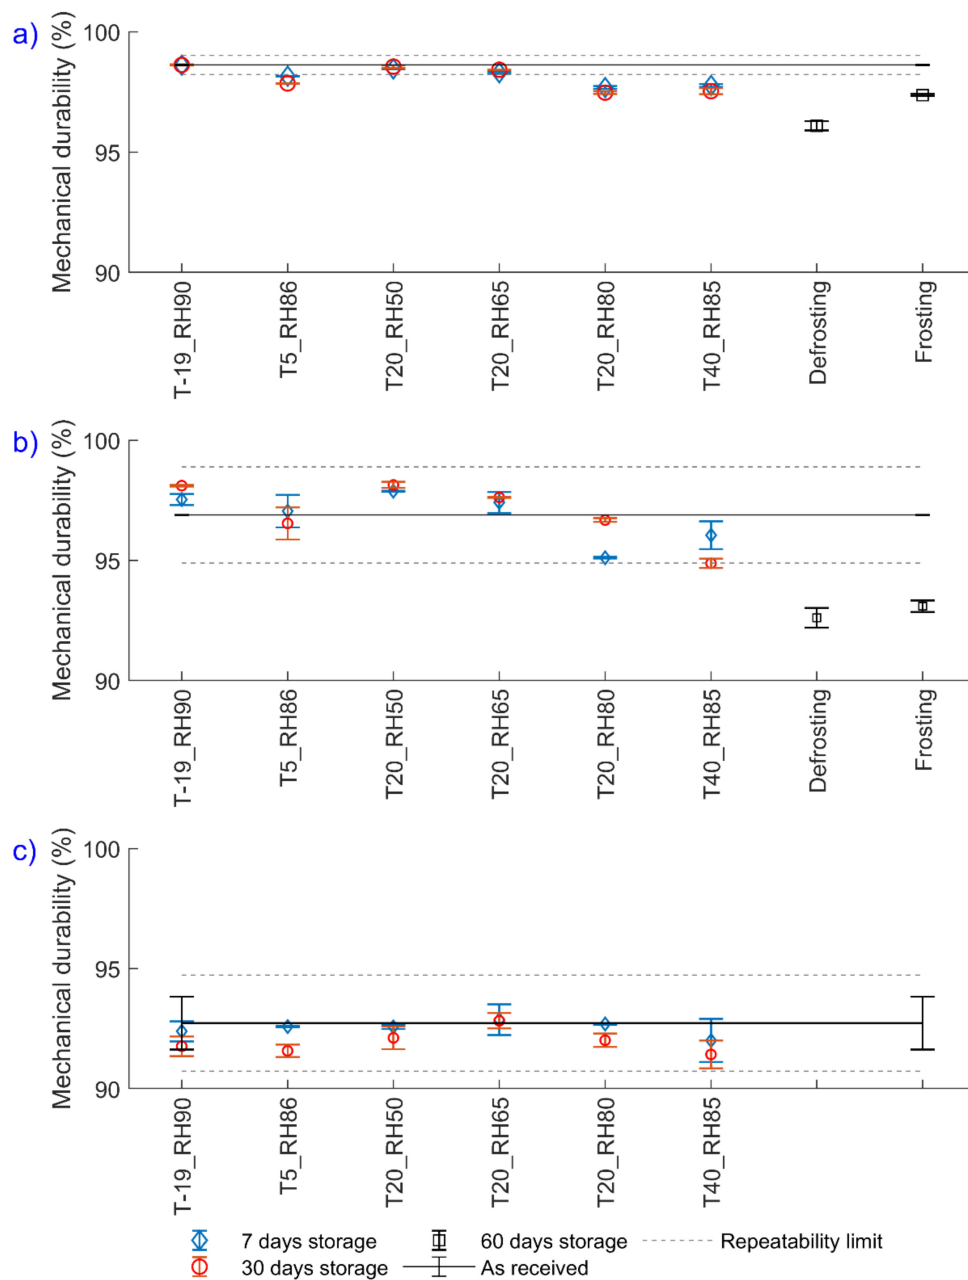 a)
Mechanical durability (%)
100
95
90
T-19_RH90
T5_RH86
T20_RH50
T20_RH65
T20_RH80
T40_RH85
Defrosting
Frosting
b)
Mechanical durability (%)
100
95
90
T-19_RH90
T5_RH86
T20_RH50
T20_RH65
T20_RH80
T40_RH85
Defrosting
Frosting
c)
Mechanical durability (%)
100
95
90
T-19_RH90
T5_RH86
T20_RH50
T20_RH65
T20_RH80
T40_RH85
7 days storage
60 days storage
Repeatability limit
30 days storage
As received